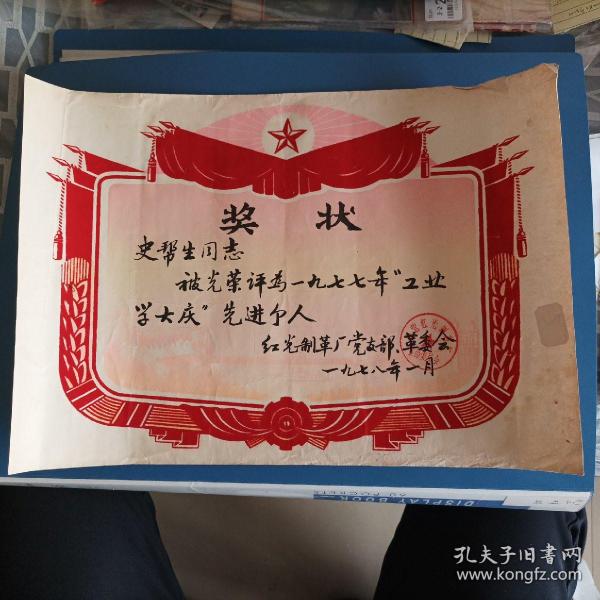 奖状
史帮生同志
被光荣评为一九七七年“工业
学大庆”先进个人
红光制革厂党支部、革委会
一九七八年一月
DISPLAY BOOK
孔夫子旧书网
www.kongfz.com